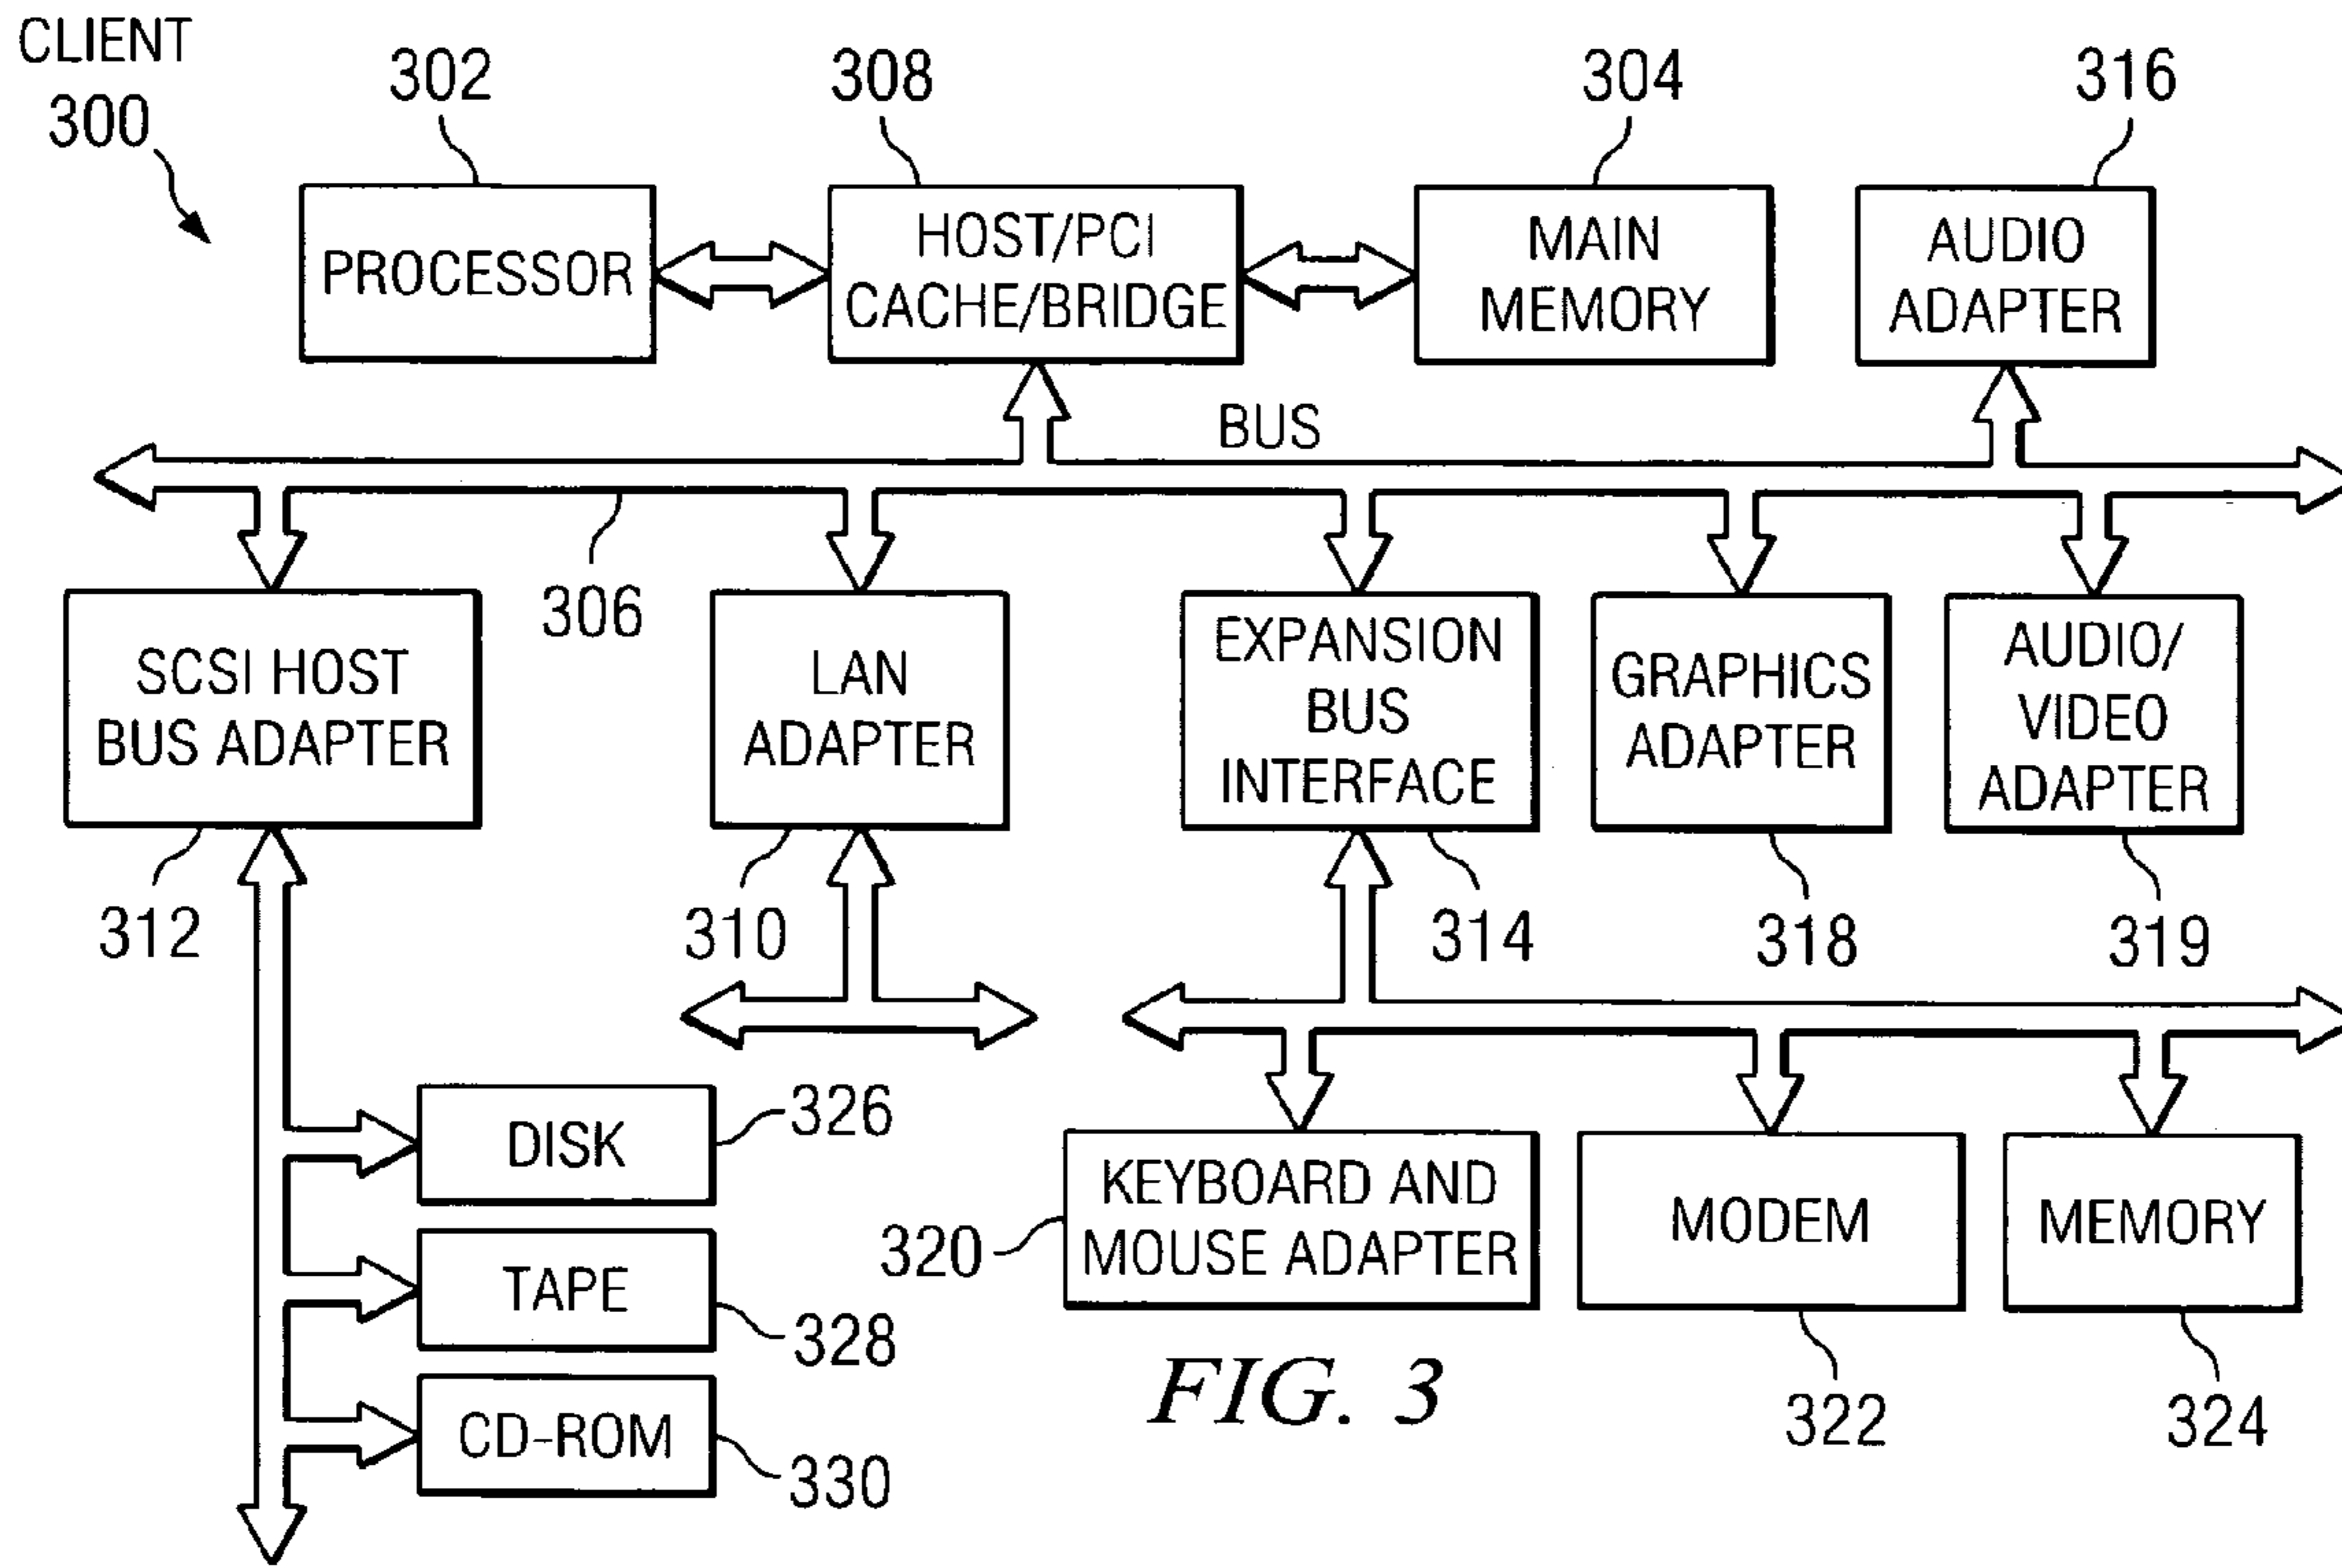 CLIENT
300
302
308
304
316
PROCESSOR
HOST/PCI
CACHE/BRIDGE
MAIN
MEMORY
AUDIO
ADAPTER
BUS
306
SCSI HOST
BUS ADAPTER
LAN
ADAPTER
EXPANSION
BUS
INTERFACE
GRAPHICS
ADAPTER
AUDIO/
VIDEO
ADAPTER
312
310
314
318
319
DISK
326
TAPE
328
CD-ROM
330
320
KEYBOARD AND
MOUSE ADAPTER
MODEM
MEMORY
322
324
FIG. 3